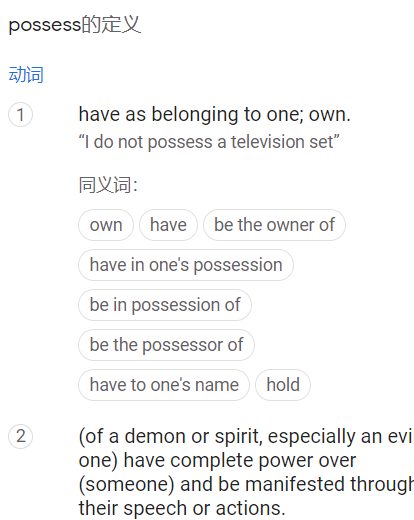 possess的定义
动词
1 have as belonging to one; own.
“I do not possess a television set”
同义词：
own have be the owner of
have in one's possession
be in possession of
be the possessor of
have to one's name hold
2 (of a demon or spirit, especially an evi
one) have complete power over
(someone) and be manifested through
their speech or actions.